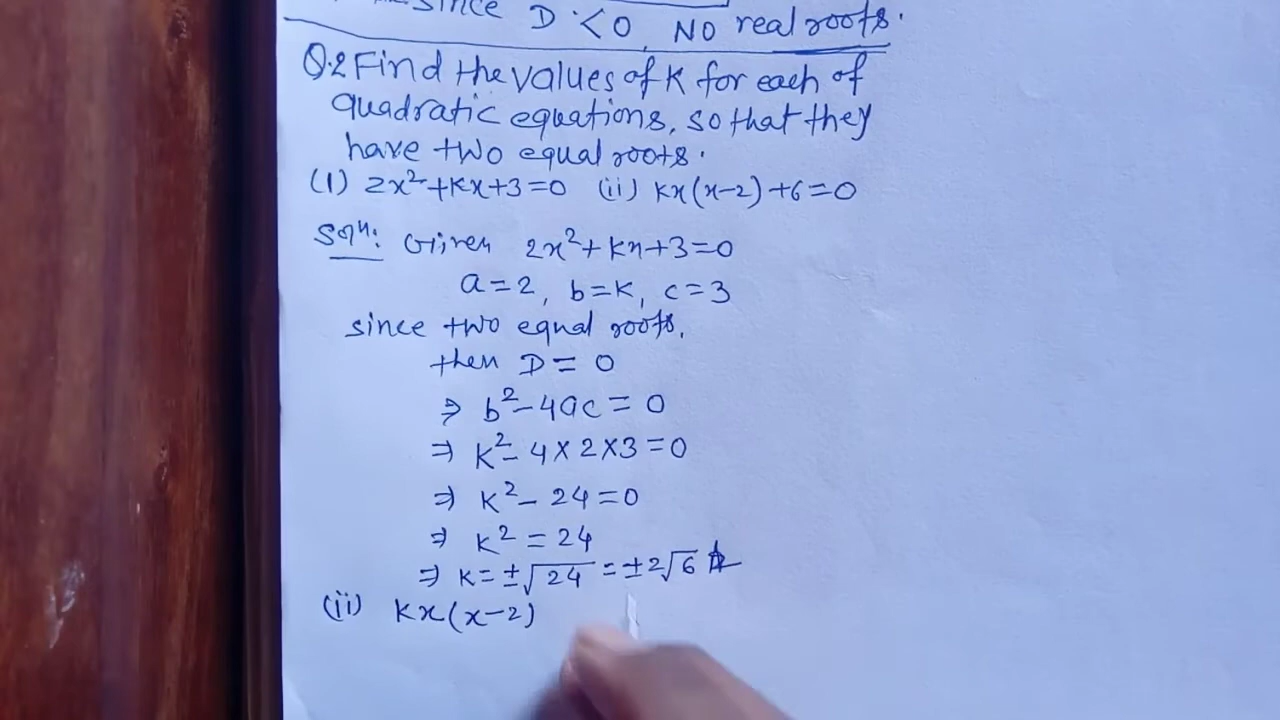 since D < 0, No real roots.
Q.2 Find the values of K for each of
quadratic equations, so that they
have two equal roots.
(1) 2x²+Kx+3=0 (ii) Kx(x-2)+6=0
Solⁿ: Given 2x²+Kx+3=0
a=2, b=K, c=3
since two equal roots,
then D = 0
⇒ b²-4ac = 0
⇒ K²-4×2×3=0
⇒ K²-24=0
⇒ K²=24
⇒ K=±√24 =±2√6
(ii) Kx(x-2)